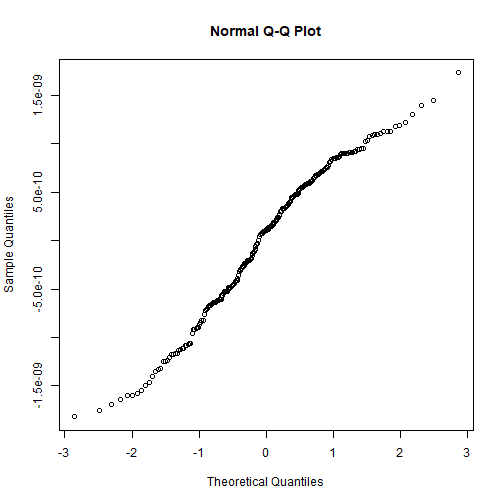 Normal Q-Q Plot
1.5e-09
5.0e-10
-5.0e-10
-1.5e-09
Sample Quantiles
-3 -2 -1 0 1 2 3
Theoretical Quantiles